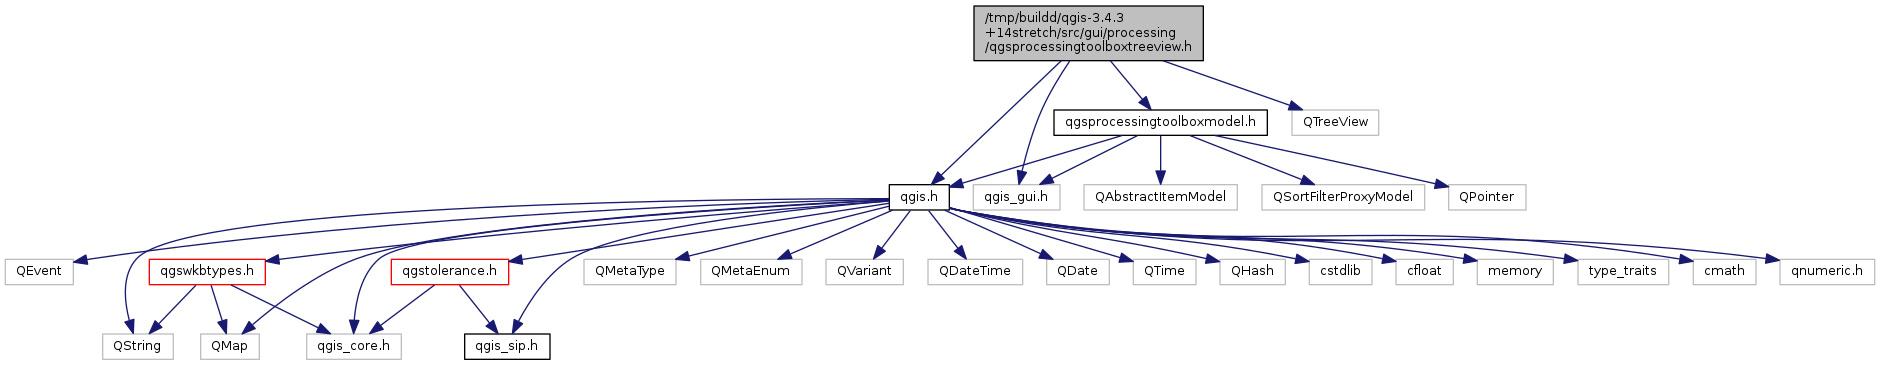 /tmp/buildd/qgis-3.4.3
+14stretch/src/gui/processing
/qgsprocessingtoolboxtreeview.h
qgsprocessingtoolboxmodel.h
QTreeView
qgis.h
qgis_gui.h
QAbstractItemModel
QSortFilterProxyModel
QPointer
QEvent
qgswkbtypes.h
qgstolerance.h
QMetaType
QMetaEnum
QVariant
QDateTime
QDate
QTime
QHash
cstdlib
cfloat
memory
type_traits
cmath
qnumeric.h
QString
QMap
qgis_core.h
qgis_sip.h